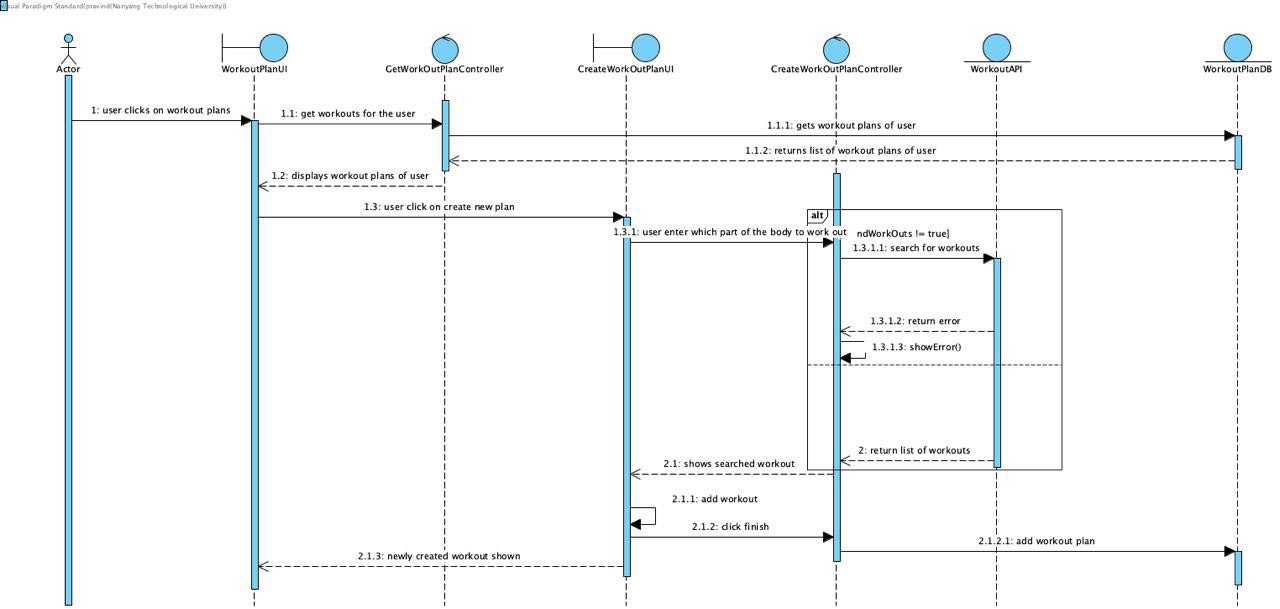 Visual Paradigm Standard(pravind(Nanyang Technological University))
Actor
WorkoutPlanUI
GetWorkOutPlanController
CreateWorkOutPlanUI
CreateWorkOutPlanController
WorkoutAPI
WorkoutPlanDB
1: user clicks on workout plans
1.1: get workouts for the user
1.1.1: gets workout plans of user
1.1.2: returns list of workout plans of user
1.2: displays workout plans of user
1.3: user click on create new plan
alt
1.3.1: user enter which part of the body to work out
ndWorkOuts != true]
1.3.1.1: search for workouts
1.3.1.2: return error
1.3.1.3: showError()
2: return list of workouts
2.1: shows searched workout
2.1.1: add workout
2.1.2: click finish
2.1.2.1: add workout plan
2.1.3: newly created workout shown